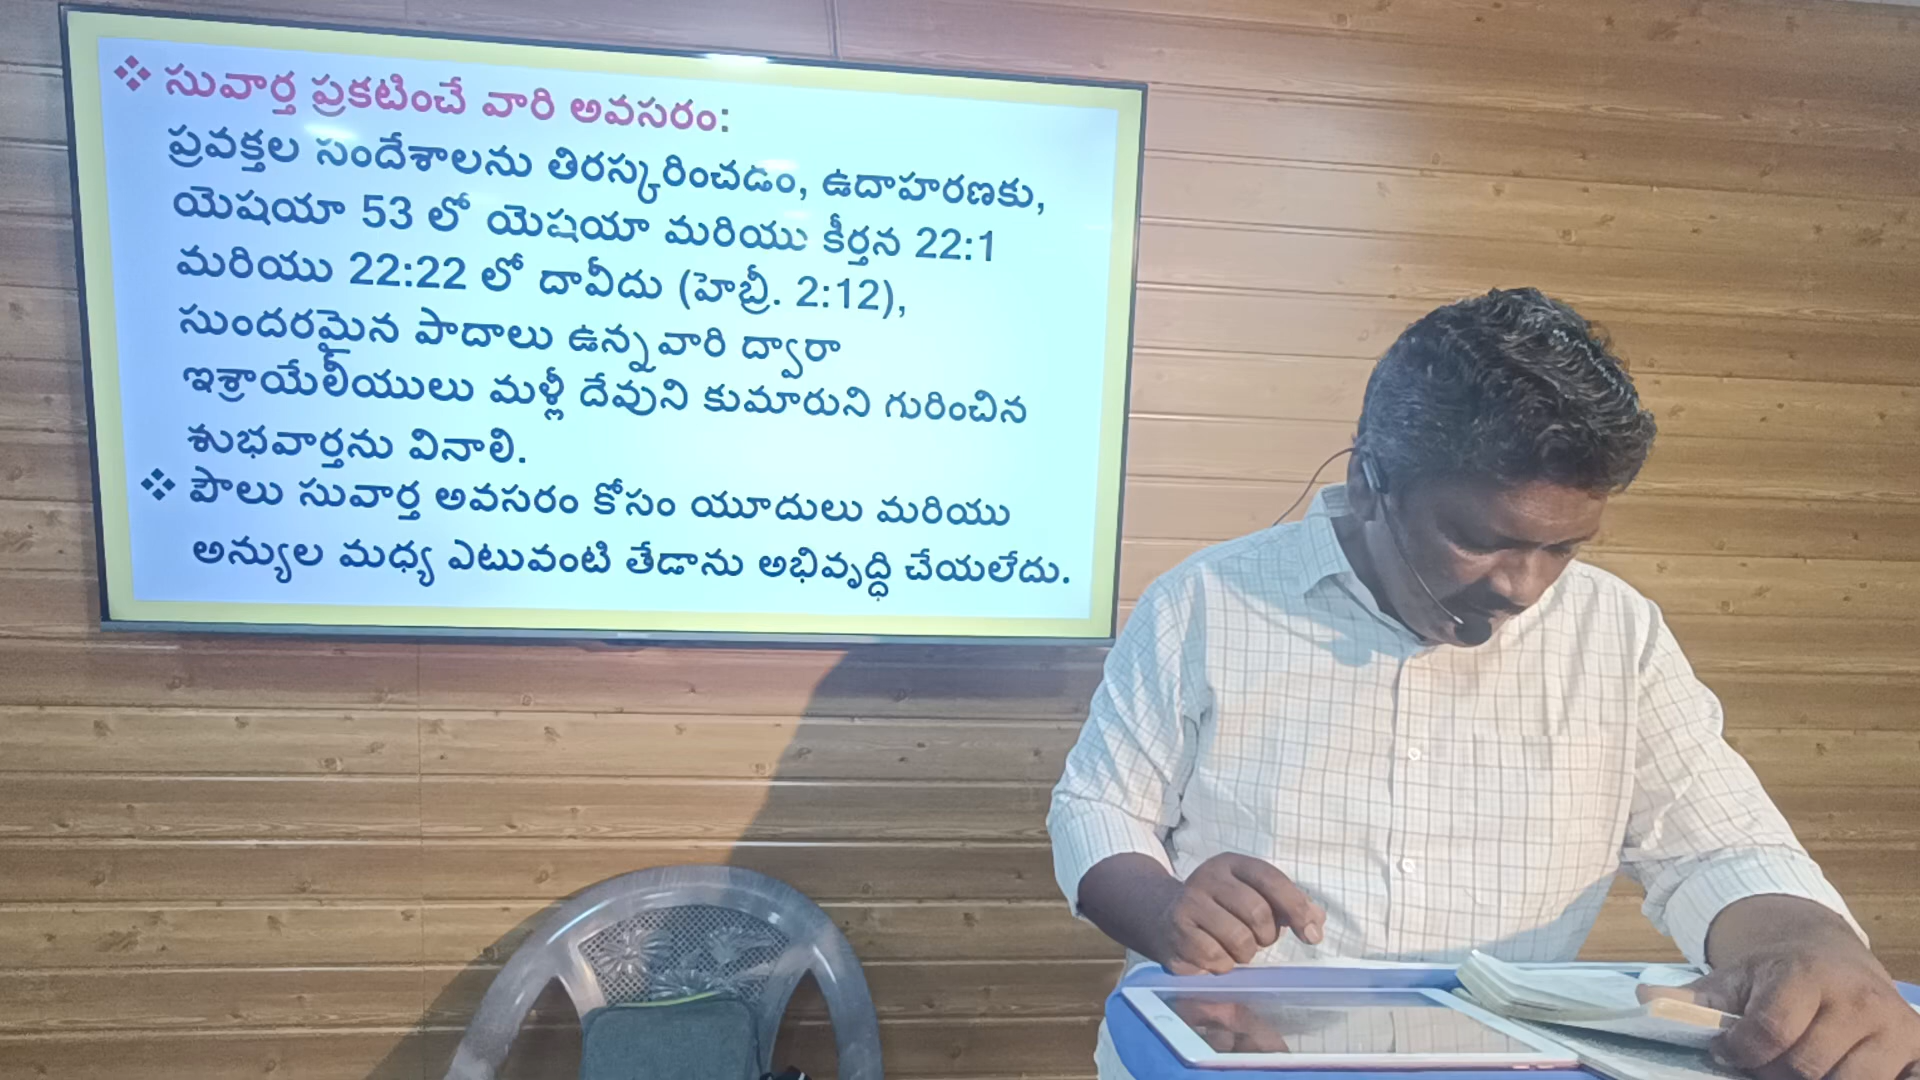 ❖ సువార్త ప్రకటించే వారి అవసరం:
ప్రవక్తల సందేశాలను తిరస్కరించడం, ఉదాహరణకు,
యెషయా 53 లో యెషయా మరియు కీర్తన 22:1
మరియు 22:22 లో దావీదు (హెబ్రీ. 2:12),
సుందరమైన పాదాలు ఉన్నవారి ద్వారా
ఇశ్రాయేలీయులు మళ్లీ దేవుని కుమారుని గురించిన
శుభవార్తను వినాలి.
❖ పౌలు సువార్త అవసరం కోసం యూదులు మరియు
అన్యుల మధ్య ఎటువంటి తేడాను అభివృద్ధి చేయలేదు.